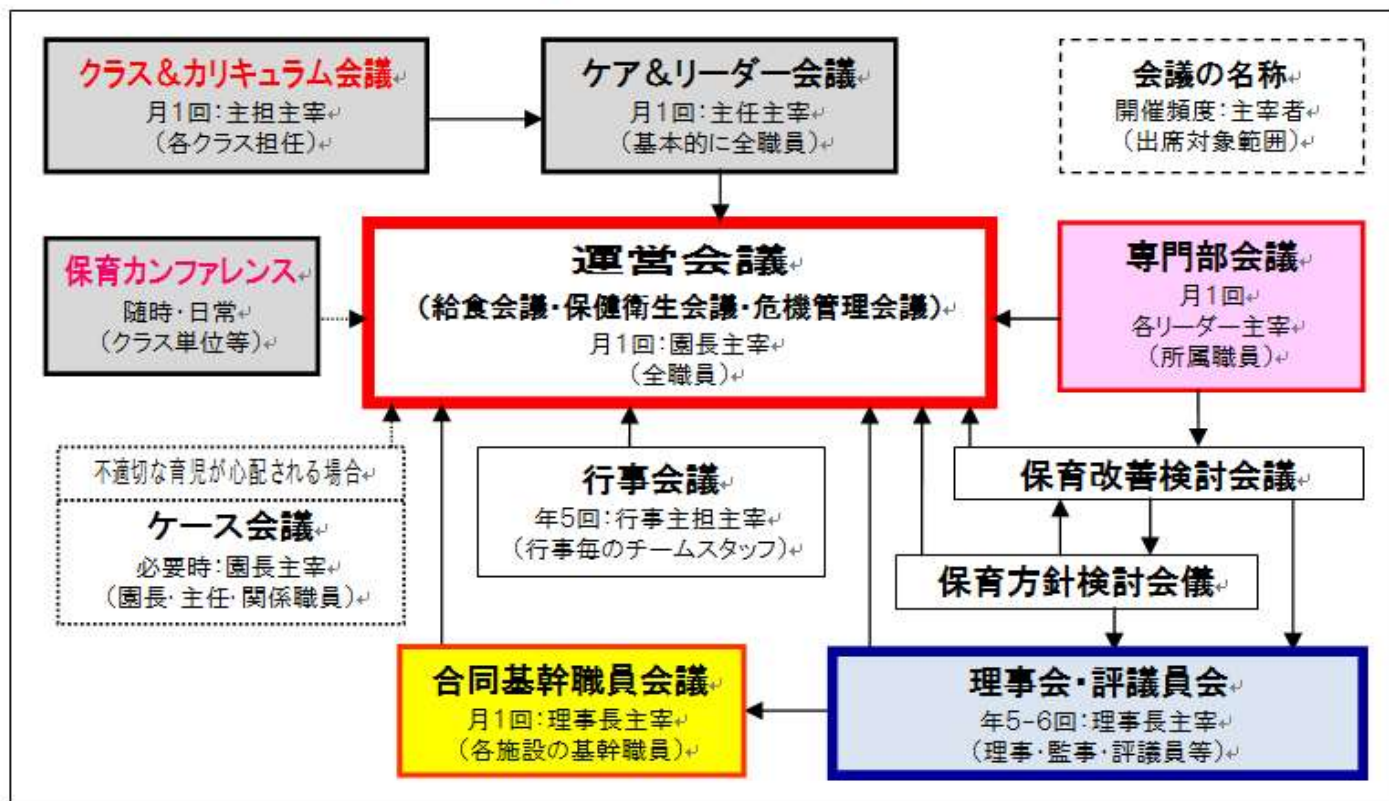 クラス&カリキュラム会議↵
月1回:主担主宰↵
(各クラス担任)↵
ケア&リーダー会議↵
月1回:主任主宰↵
(基本的に全職員)↵
会議の名称↵
開催頻度:主宰者↵
(出席対象範囲)↵
保育カンファレンス↵
随時・日常↵
(クラス単位等)↵
運営会議↵
(給食会議・保健衛生会議・危機管理会議)↵
月1回:園長主宰↵
(全職員)↵
専門部会議↵
月1回↵
各リーダー主宰↵
(所属職員)↵
不適切な育児が心配される場合↵
ケース会議↵
必要時:園長主宰↵
(園長・主任・関係職員)↵
行事会議↵
年5回:行事主担主宰↵
(行事毎のチームスタッフ)↵
保育改善検討会議↵
保育方針検討会儀↵
合同基幹職員会議↵
月1回:理事長主宰↵
(各施設の基幹職員)↵
理事会・評議員会↵
年5-6回:理事長主宰↵
(理事・監事・評議員等)↵